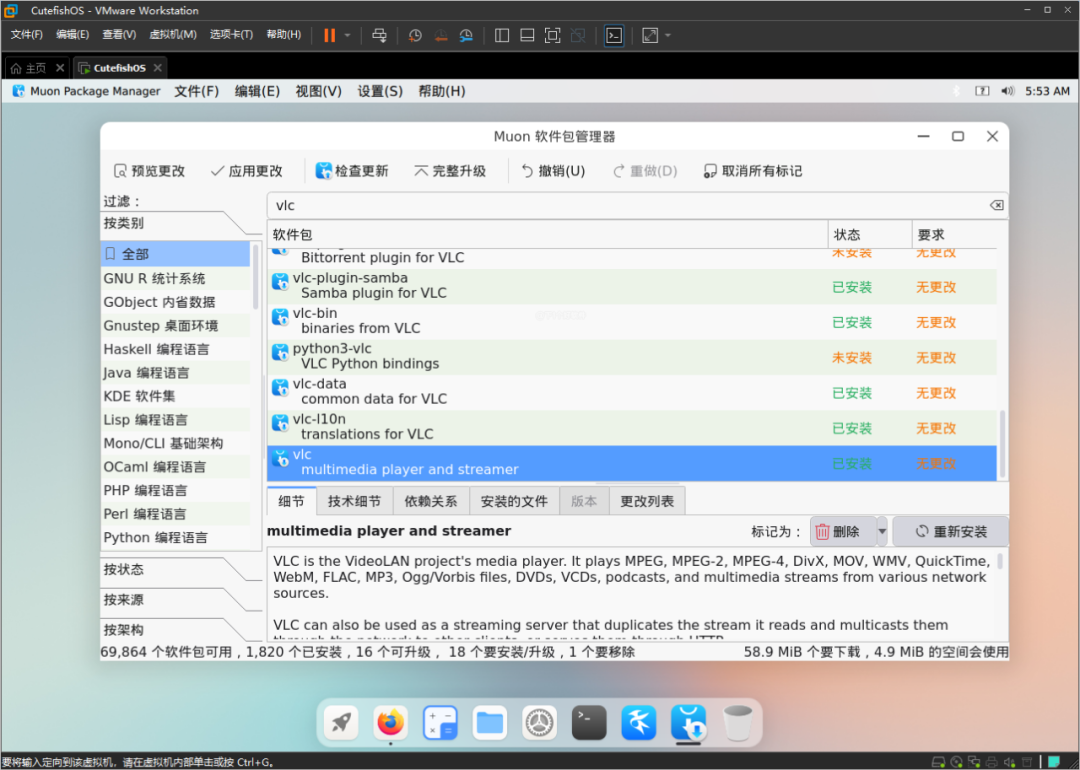 CutefishOS - VMware Workstation
文件(F) 编辑(E) 查看(V) 虚拟机(M) 选项卡(T) 帮助(H)
主页 CutefishOS
Muon Package Manager 文件(F) 编辑(E) 视图(V) 设置(S) 帮助(H) 5:53 AM
Muon 软件包管理器
预览更改 应用更改 检查更新 完整升级 撤销(U) 重做(D) 取消所有标记
过滤：
vlc
按类别
软件包 状态 要求
全部
GNU R 统计系统
GObject 内省数据
Gnustep 桌面环境
Haskell 编程语言
Java 编程语言
KDE 软件集
Lisp 编程语言
Mono/CLI 基础架构
OCaml 编程语言
PHP 编程语言
Perl 编程语言
Python 编程语言
按状态
按来源
按架构
Bittorrent plugin for VLC 未安装 无更改
vlc-plugin-samba
Samba plugin for VLC 已安装 无更改
vlc-bin
binaries from VLC 已安装 无更改
python3-vlc
VLC Python bindings 未安装 无更改
vlc-data
common data for VLC 已安装 无更改
vlc-l10n
translations for VLC 已安装 无更改
vlc
multimedia player and streamer 已安装 无更改
细节 技术细节 依赖关系 安装的文件 版本 更改列表
multimedia player and streamer 标记为： 删除 重新安装
VLC is the VideoLAN project's media player. It plays MPEG, MPEG-2, MPEG-4, DivX, MOV, WMV, QuickTime,
WebM, FLAC, MP3, Ogg/Vorbis files, DVDs, VCDs, podcasts, and multimedia streams from various network
sources.
VLC can also be used as a streaming server that duplicates the stream it reads and multicasts them
through the network to other clients, or serves them through HTTP.
69,864 个软件包可用，1,820 个已安装，16 个可升级， 18 个要安装/升级，1 个要移除 58.9 MiB 个要下载，4.9 MiB 的空间会使用
要将输入定向到该虚拟机，请在虚拟机内部单击或按 Ctrl+G。